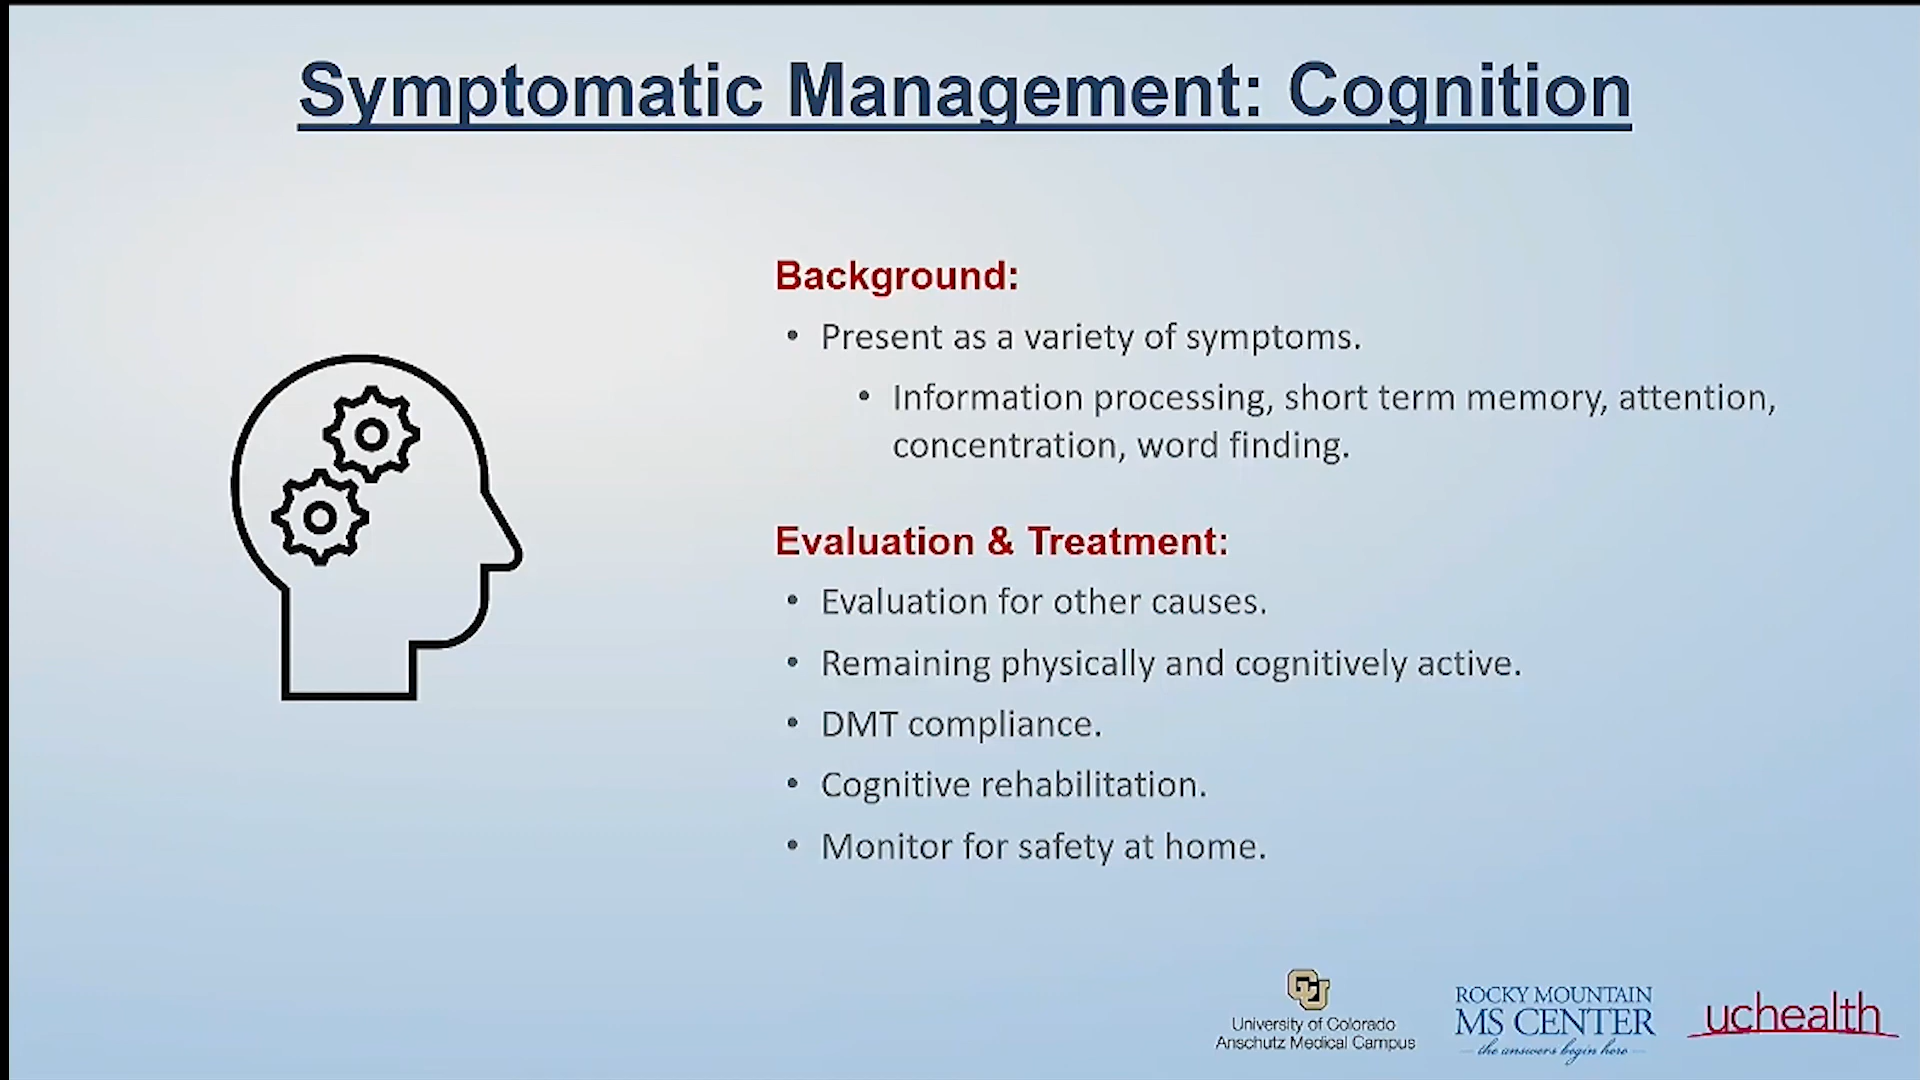 Symptomatic Management: Cognition
Background:
• Present as a variety of symptoms.
• Information processing, short term memory, attention,
concentration, word finding.
Evaluation & Treatment:
• Evaluation for other causes.
• Remaining physically and cognitively active.
• DMT compliance.
• Cognitive rehabilitation.
• Monitor for safety at home.
CU
University of Colorado
Anschutz Medical Campus
ROCKY MOUNTAIN
MS CENTER
the answers begin here
uchealth